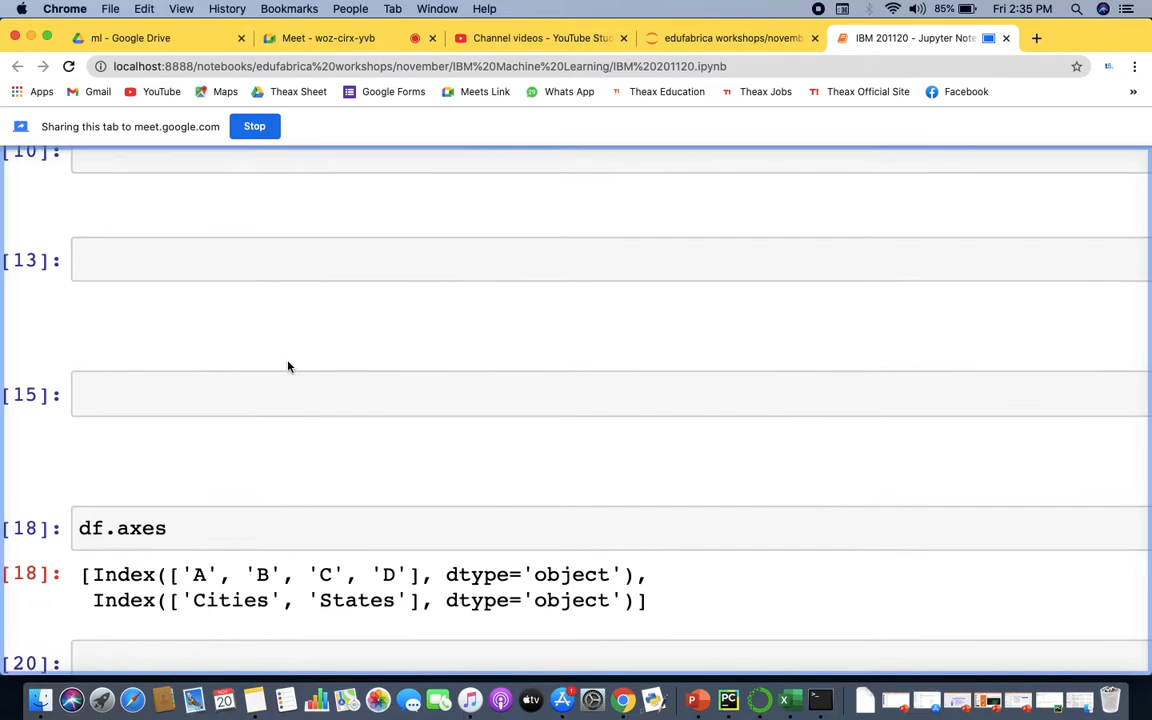 Chrome File Edit View History Bookmarks People Tab Window Help 85% Fri 2:35 PM
ml - Google Drive Meet - woz-cirx-yvb Channel videos - YouTube Stu edufabrica workshops/novemb IBM 201120 - Jupyter Note
localhost:8888/notebooks/edufabrica%20workshops/november/IBM%20Machine%20Learning/IBM%20201120.ipynb
Apps Gmail YouTube Maps Theax Sheet Google Forms Meets Link Whats App Theax Education Theax Jobs Theax Official Site Facebook »
Sharing this tab to meet.google.com Stop
[10]:
[13]:
[15]:
[18]: df.axes
[18]: [Index(['A', 'B', 'C', 'D'], dtype='object'),
Index(['Cities', 'States'], dtype='object')]
[20]: